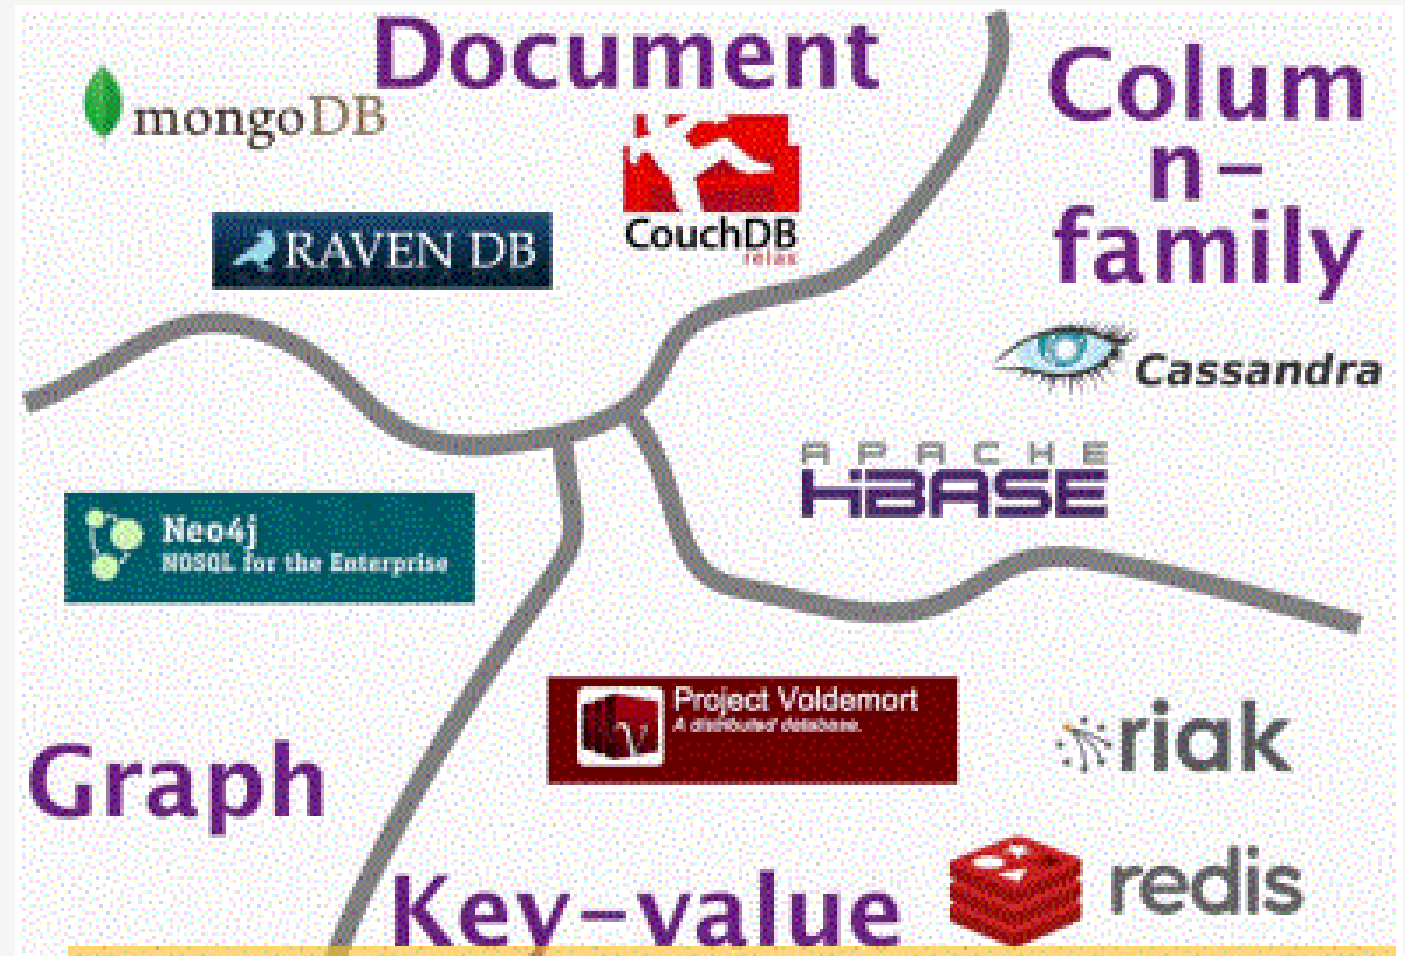 Document
mongoDB
CouchDB
relax
RAVEN DB
Colum
n-
family
Cassandra
APACHE
HBASE
Neo4j
NOSQL for the Enterprise
Graph
Project Voldemort
A distributed database.
riak
redis
Key-value